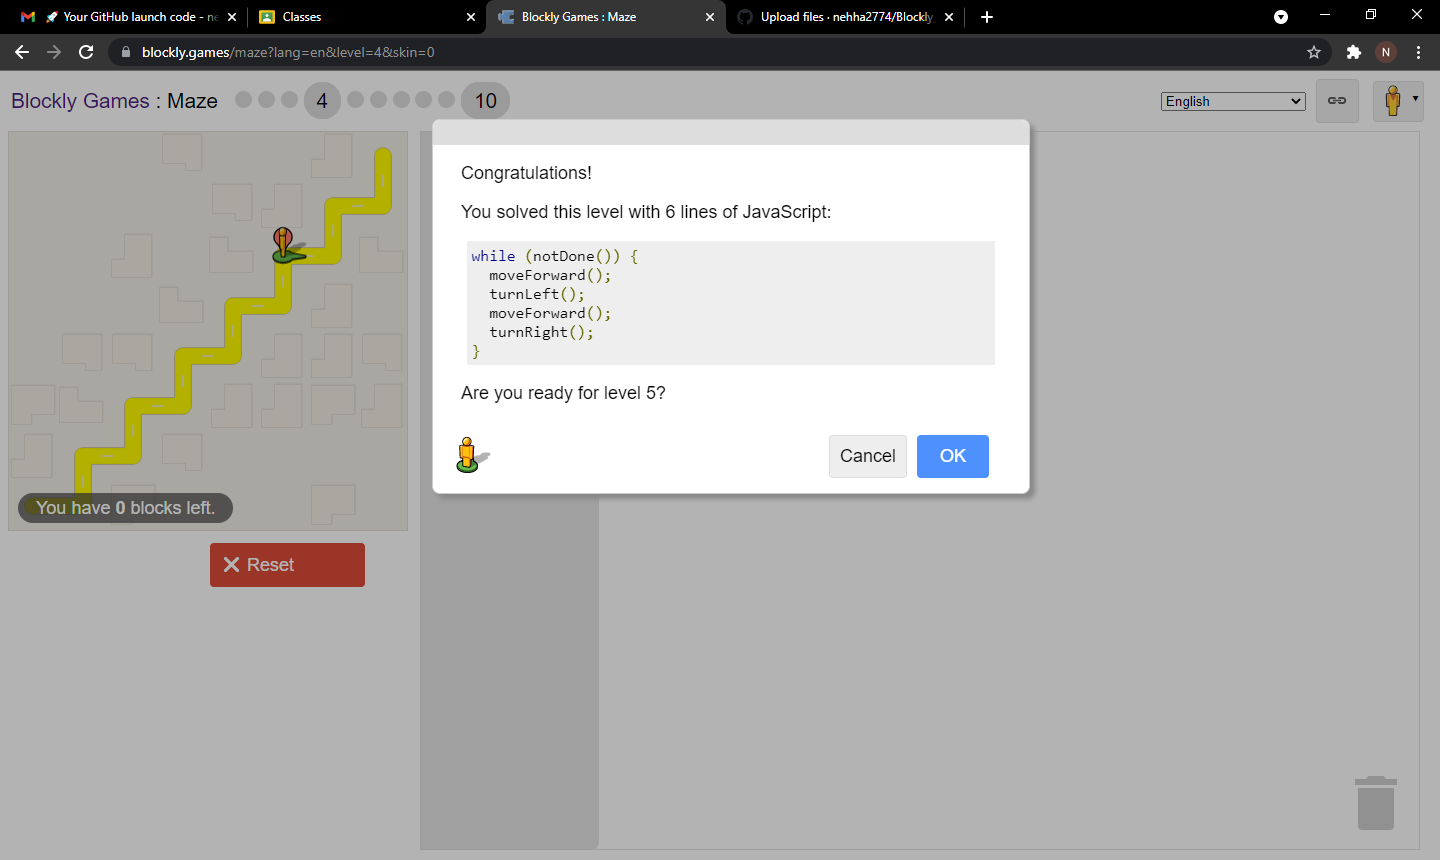 🚀 Your GitHub launch code - ne
Classes
Blockly Games : Maze
Upload files · nehha2774/Blockly
blockly.games/maze?lang=en&level=4&skin=0
N
Blockly Games : Maze
4
10
English
Congratulations!
You solved this level with 6 lines of JavaScript:
while (notDone()) {
  moveForward();
  turnLeft();
  moveForward();
  turnRight();
}
Are you ready for level 5?
Cancel
OK
You have 0 blocks left.
Reset